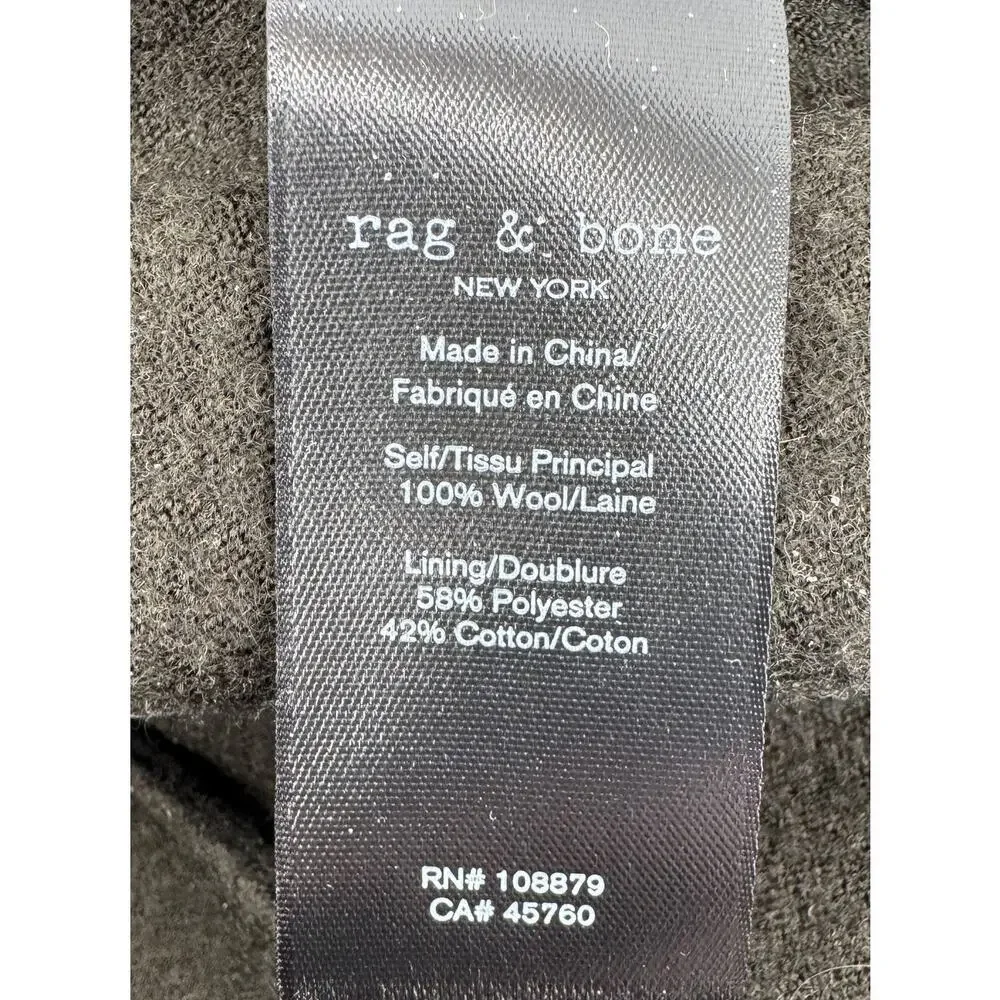 rag & bone
NEW YORK
Made in China/
Fabriqué en Chine
Self/Tissu Principal
100% Wool/Laine
Lining/Doublure
58% Polyester
42% Cotton/Coton
RN# 108879
CA# 45760